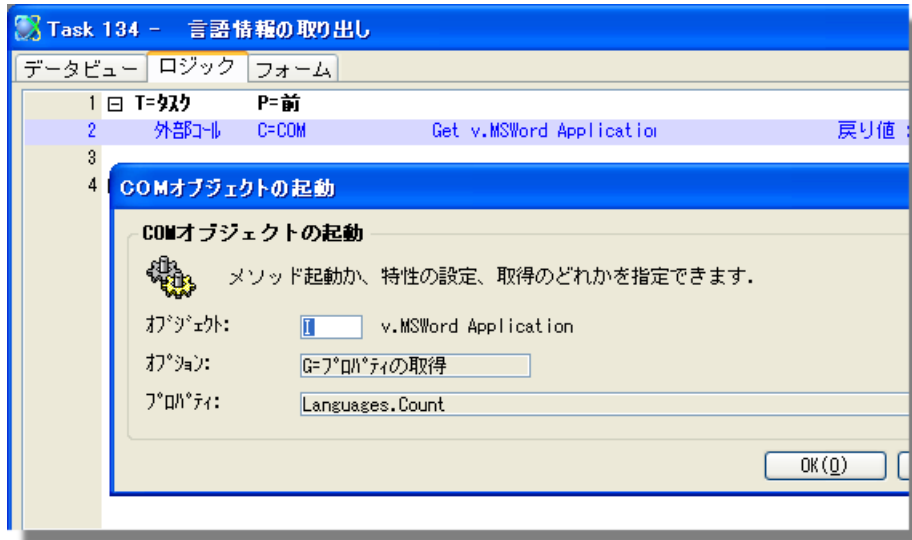 Task 134 - 言語情報の取り出し
データビュー ロジック フォーム
1 T=ﾀｽｸ P=前
2 外部ｺｰﾙ C=COM Get v.MSWord Application 戻り値 :
3
4
COMオブジェクトの起動
COMオブジェクトの起動
メソッド起動か、特性の設定、取得のどれかを指定できます.
ｵﾌﾞｼﾞｪｸﾄ: I v.MSWord Application
ｵﾌﾟｼｮﾝ: G=ﾌﾟﾛﾊﾟﾃｨの取得
ﾌﾟﾛﾊﾟﾃｨ: Languages.Count
OK(O)